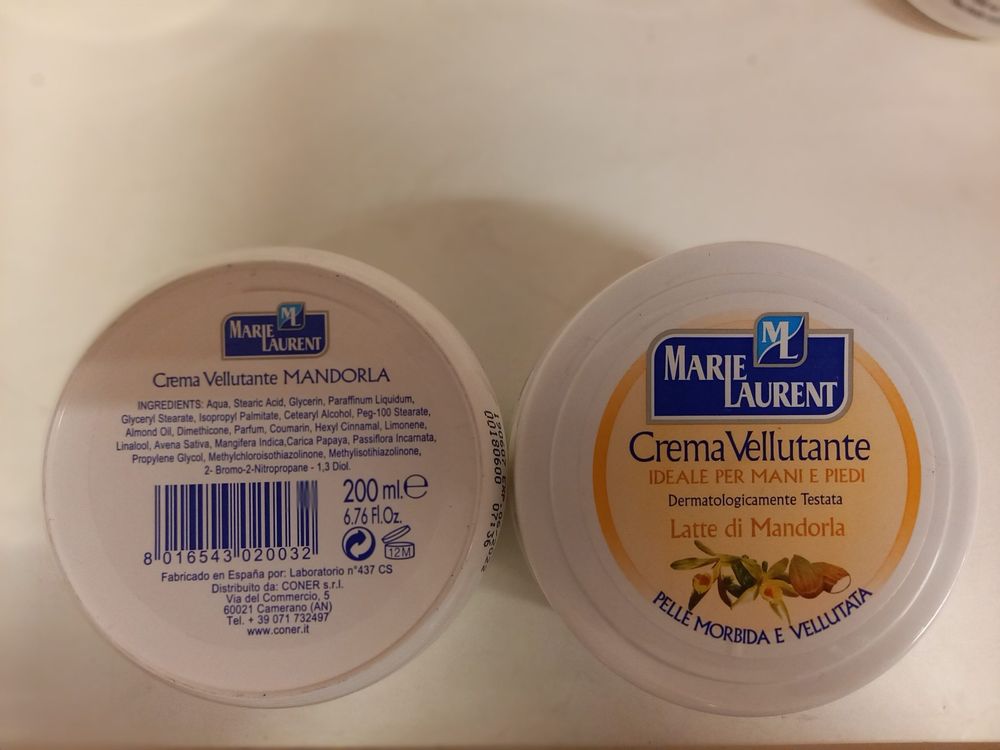 MARIE
LAURENT
ML
Crema Vellutante MANDORLA
INGREDIENTS: Aqua, Stearic Acid, Glycerin, Paraffinum Liquidum,
Glyceryl Stearate, Isopropyl Palmitate, Cetearyl Alcohol, Peg-100 Stearate,
Almond Oil, Dimethicone, Parfum, Coumarin, Hexyl Cinnamal, Limonene,
Linalool, Avena Sativa, Mangifera Indica,Carica Papaya, Passiflora Incarnata,
Propylene Glycol, Methylchloroisothiazolinone, Methylisothiazolinone,
2- Bromo-2-Nitropropane - 1,3 Diol.
200 ml.e
6.76 Fl.Oz.
12M
8 016543 020032
Fabricado en España por: Laboratorio n°437 CS
Distribuito da: CONER s.r.l.
Via del Commercio, 5
60021 Camerano (AN)
Tel. + 39 071 732497
www.coner.it
00180600 07:36
ML
MARIE
LAURENT
Crema Vellutante
IDEALE PER MANI E PIEDI
Dermatologicamente Testata
Latte di Mandorla
PELLE MORBIDA E VELLUTATA